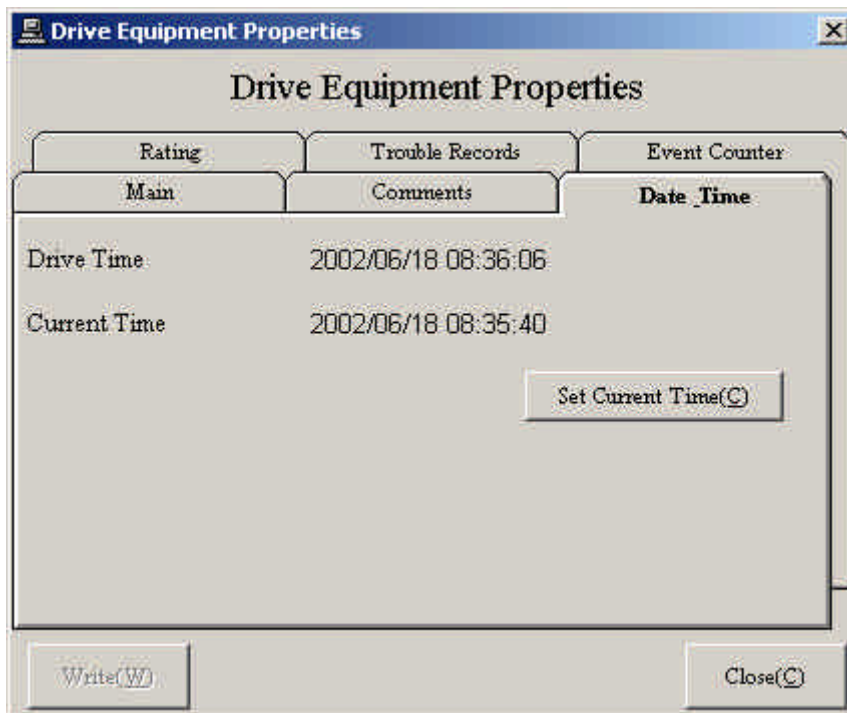 Drive Equipment Properties
Drive Equipment Properties
Rating Trouble Records Event Counter
Main Comments Date_Time
Drive Time 2002/06/18 08:36:06
Current Time 2002/06/18 08:35:40
Set Current Time(C)
Write(W) Close(C)